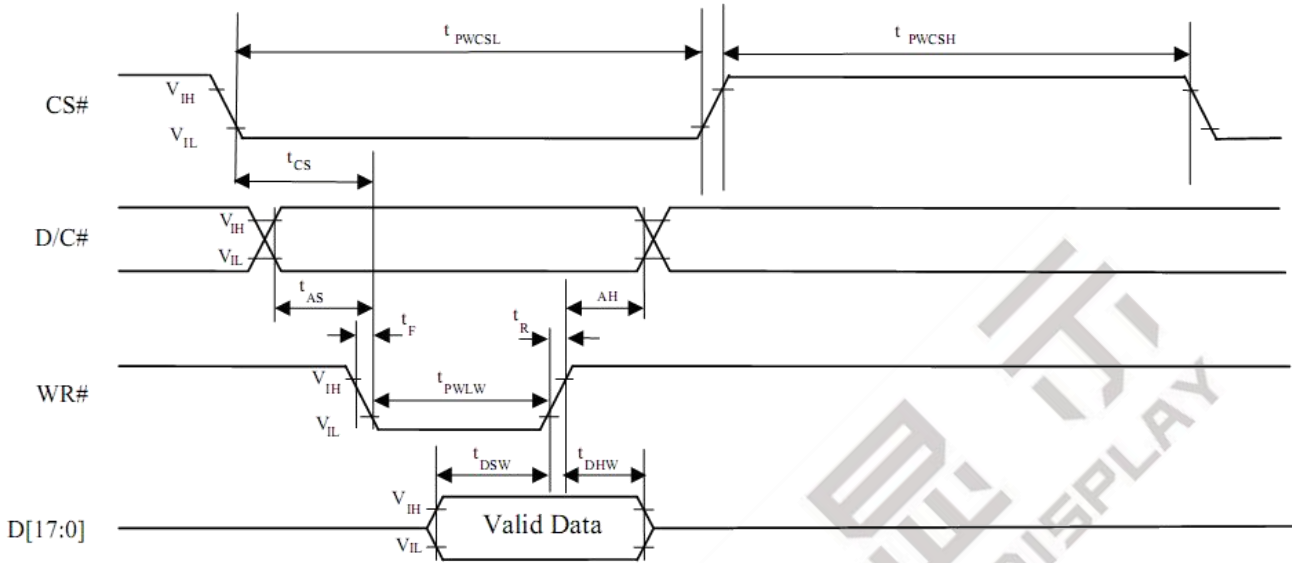 t PWCSL
t PWCSH
CS#
V IH
V IL
t CS
D/C#
V IH
V IL
t AS
AH
t F
t R
WR#
V IH
V IL
t PWLW
t DSW
t DHW
D[17:0]
V IH
V IL
Valid Data
DISPLAY